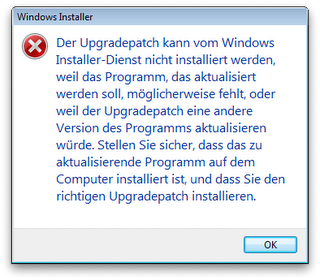 Windows Installer
Der Upgradepatch kann vom Windows
Installer-Dienst nicht installiert werden,
weil das Programm, das aktualisiert
werden soll, möglicherweise fehlt, oder
weil der Upgradepatch eine andere
Version des Programms aktualisieren
würde. Stellen Sie sicher, dass das zu
aktualisierende Programm auf dem
Computer installiert ist, und dass Sie den
richtigen Upgradepatch installieren.
OK